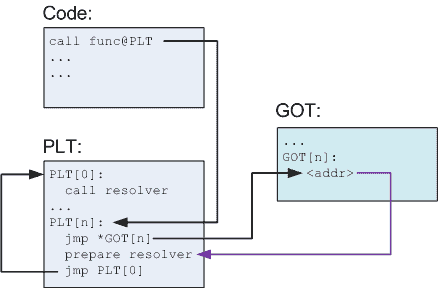 Code:
call func@PLT
...
...
PLT:
PLT[0]:
call resolver
...
PLT[n]:
jmp *GOT[n]
prepare resolver
jmp PLT[0]
GOT:
...
GOT[n]:
<addr>